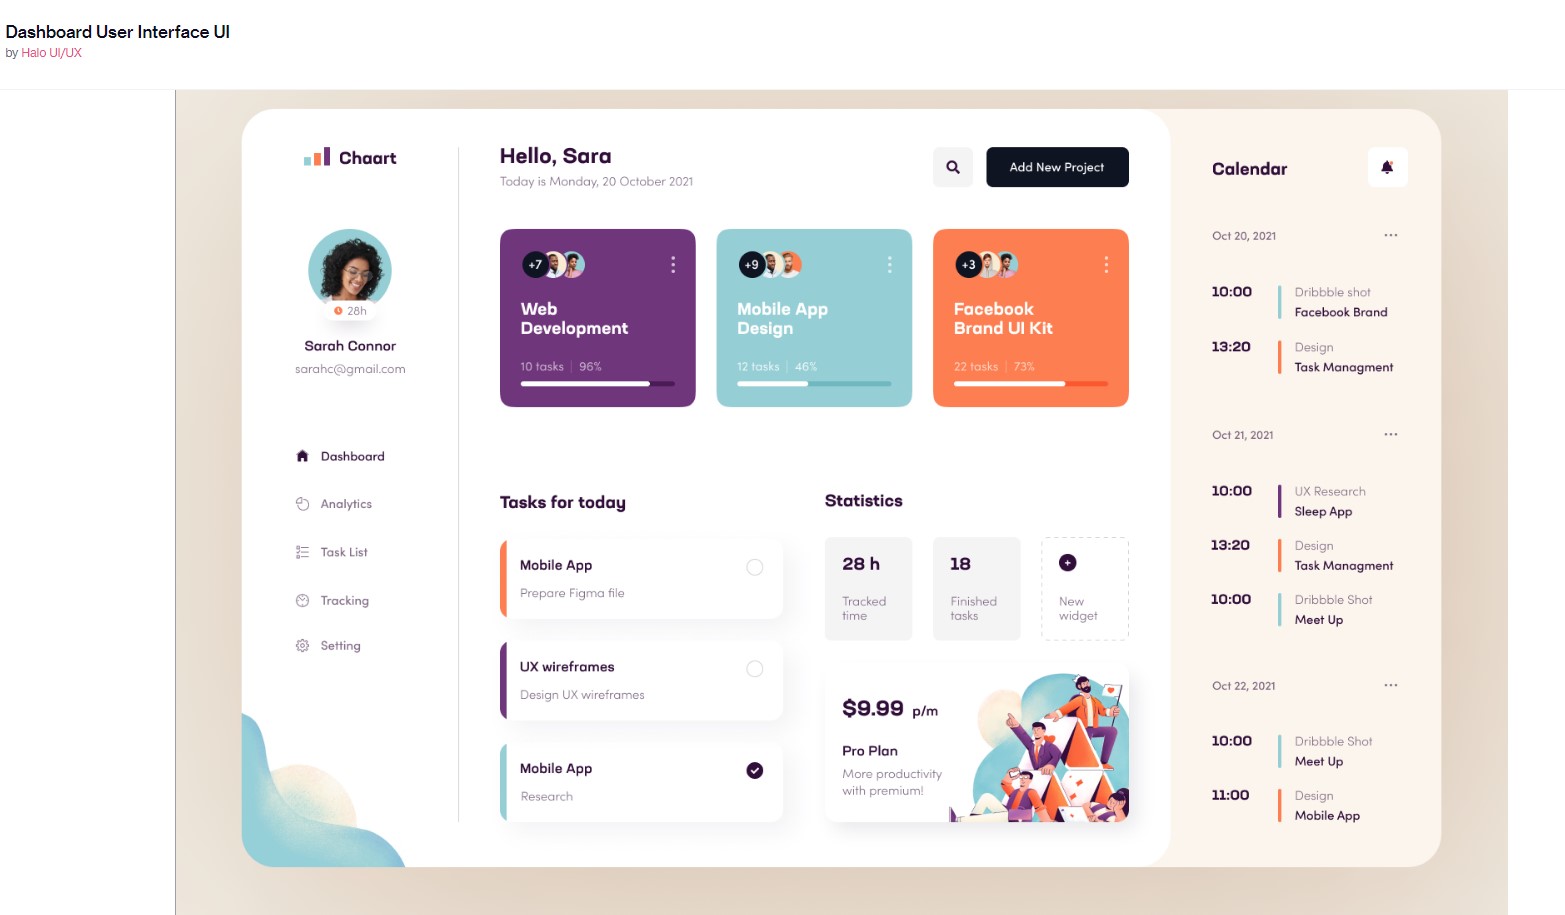 Dashboard User Interface UI
by Halo UI/UX
Chaart
28h
Sarah Connor
sarahc@gmail.com
Dashboard
Analytics
Task List
Tracking
Setting
Hello, Sara
Today is Monday, 20 October 2021
Add New Project
+7
Web
Development
10 tasks | 96%
+9
Mobile App
Design
12 tasks | 46%
+3
Facebook
Brand UI Kit
22 tasks | 73%
Tasks for today
Mobile App
Prepare Figma file
UX wireframes
Design UX wireframes
Mobile App
Research
Statistics
28 h
Tracked
time
18
Finished
tasks
New
widget
$9.99 p/m
Pro Plan
More productivity
with premium!
Calendar
Oct 20, 2021
10:00
Dribbble shot
Facebook Brand
13:20
Design
Task Managment
Oct 21, 2021
10:00
UX Research
Sleep App
13:20
Design
Task Managment
10:00
Dribbble Shot
Meet Up
Oct 22, 2021
10:00
Dribbble Shot
Meet Up
11:00
Design
Mobile App